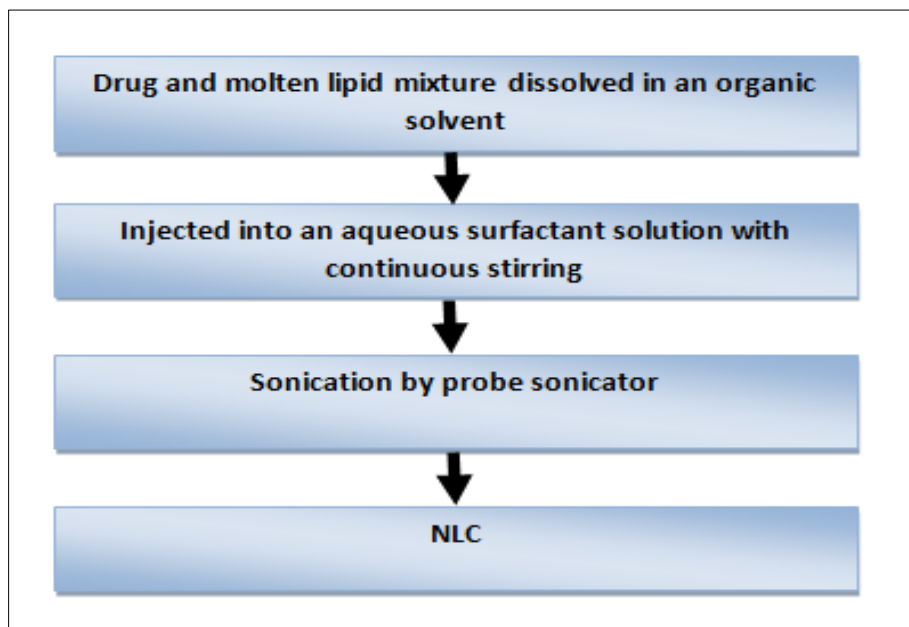 Drug and molten lipid mixture dissolved in an organic
solvent
Injected into an aqueous surfactant solution with
continuous stirring
Sonication by probe sonicator
NLC